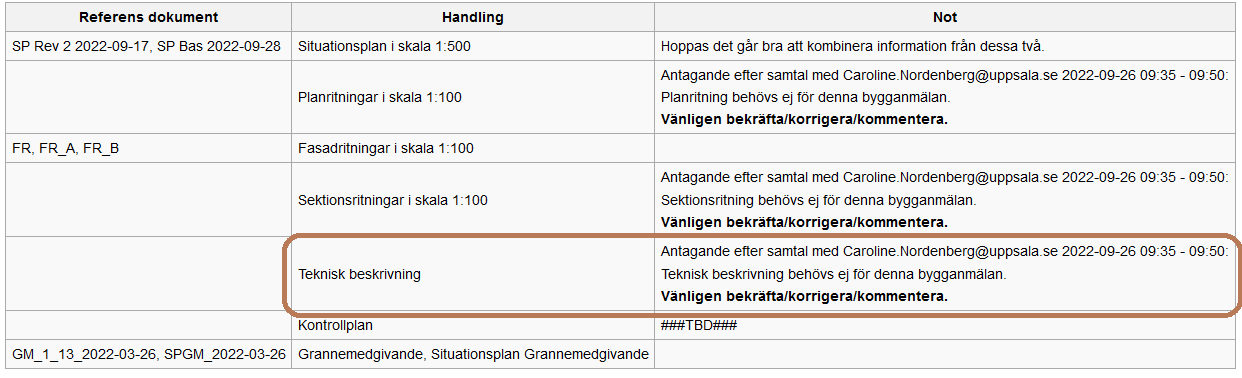 Referens dokument Handling Not
SP Rev 2 2022-09-17, SP Bas 2022-09-28 Situationsplan i skala 1:500 Hoppas det går bra att kombinera information från dessa två.
Planritningar i skala 1:100
Antagande efter samtal med Caroline.Nordenberg@uppsala.se 2022-09-26 09:35 - 09:50:
Planritning behövs ej för denna bygganmälan.
Vänligen bekräfta/korrigera/kommentera.
FR, FR_A, FR_B Fasadritningar i skala 1:100
Sektionsritningar i skala 1:100
Antagande efter samtal med Caroline.Nordenberg@uppsala.se 2022-09-26 09:35 - 09:50:
Sektionsritning behövs ej för denna bygganmälan.
Vänligen bekräfta/korrigera/kommentera.
Teknisk beskrivning
Antagande efter samtal med Caroline.Nordenberg@uppsala.se 2022-09-26 09:35 - 09:50:
Teknisk beskrivning behövs ej för denna bygganmälan.
Vänligen bekräfta/korrigera/kommentera.
Kontrollplan ###TBD###
GM_1_13_2022-03-26, SPGM_2022-03-26 Grannemedgivande, Situationsplan Grannemedgivande